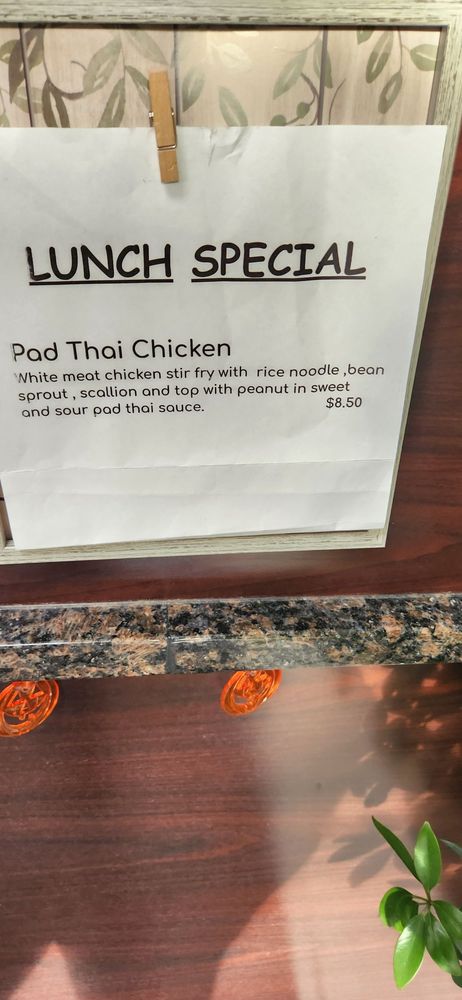 LUNCH SPECIAL
Pad Thai Chicken
White meat chicken stir fry with rice noodle ,bean
sprout , scallion and top with peanut in sweet
and sour pad thai sauce. $8.50